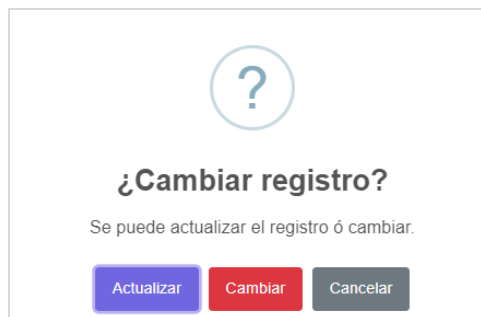 ?
¿Cambiar registro?
Se puede actualizar el registro ó cambiar.
Actualizar Cambiar Cancelar